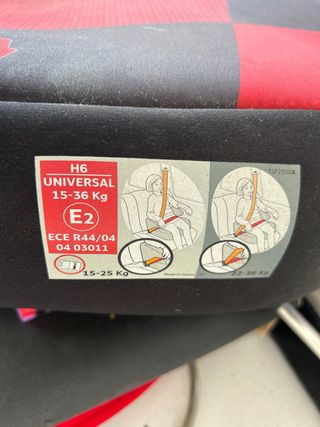 H6
UNIVERSAL
15-36 Kg
E2
ECE R44/04
04 03011
15-25 Kg
Made in France
TSF2500A
22-36 Kg